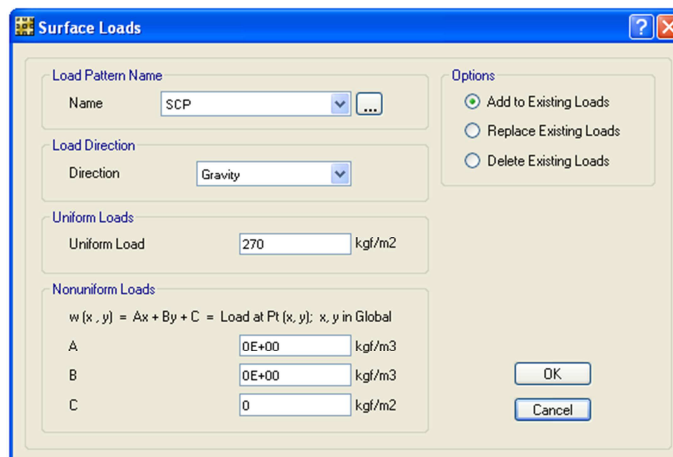 Surface Loads
Load Pattern Name
Name SCP ...
Options
Add to Existing Loads
Replace Existing Loads
Delete Existing Loads
Load Direction
Direction Gravity
Uniform Loads
Uniform Load 270 kgf/m2
Nonuniform Loads
w (x , y) = Ax + By + C = Load at Pt (x, y); x, y in Global
A 0E+00 kgf/m3
B 0E+00 kgf/m3
C 0 kgf/m2
OK
Cancel